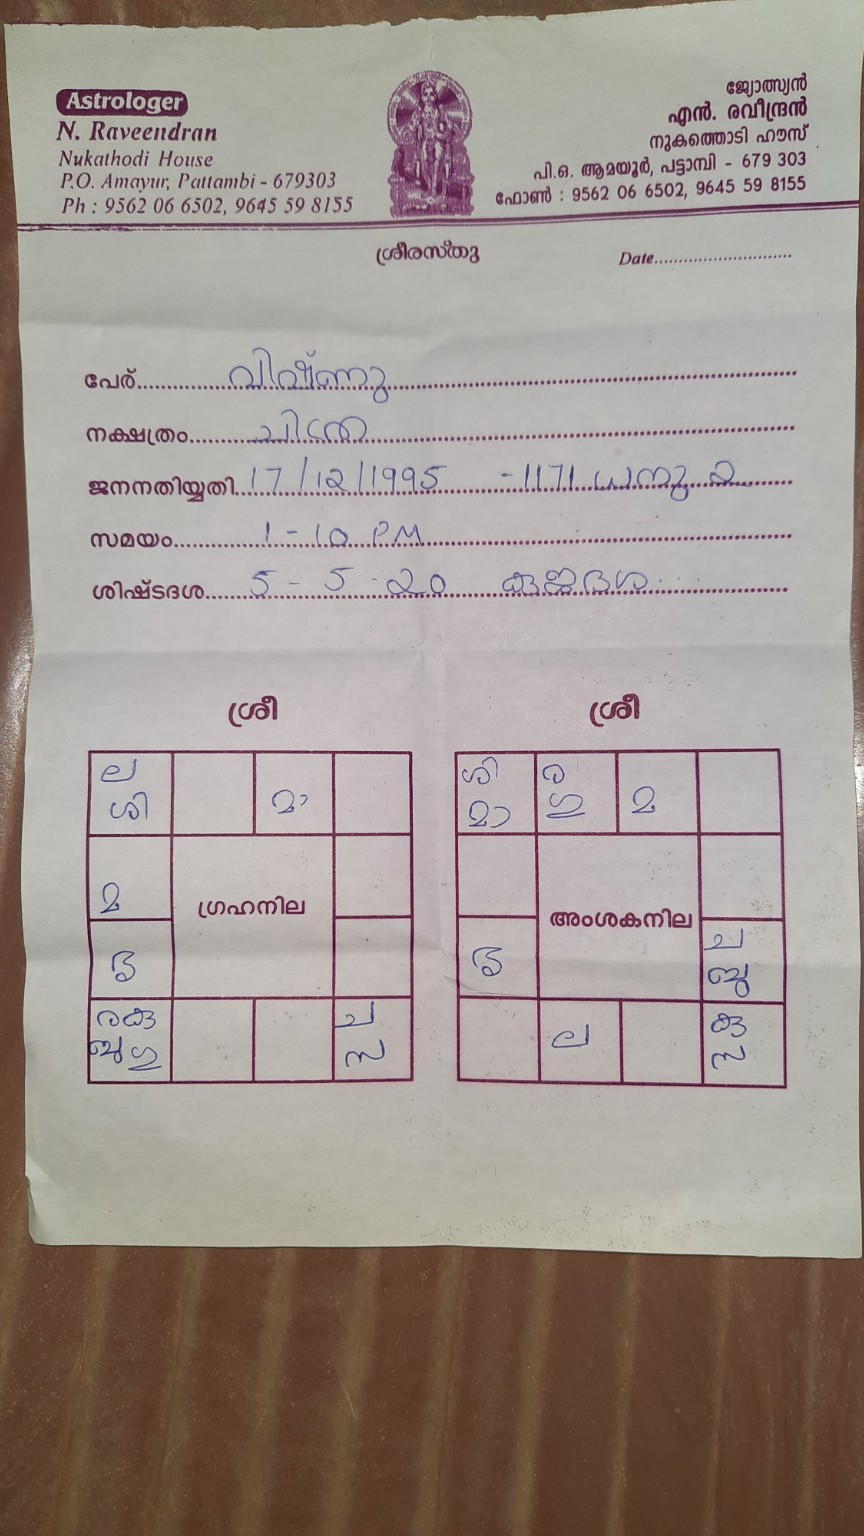 Astrologer
N. Raveendran
Nukathodi House
P.O. Amayur, Pattambi - 679303
Ph : 9562 06 6502, 9645 59 8155
ജ്യോത്സ്യൻ
എൻ. രവീന്ദ്രൻ
നുകത്തൊടി ഹൗസ്
പി.ഒ. ആമയൂർ, പട്ടാമ്പി - 679 303
ഫോൺ : 9562 06 6502, 9645 59 8155
ശ്രീരസ്തു
Date............................
പേര്..........വിഷ്ണു..........
നക്ഷത്രം..........ചിത്ര..........
ജനനതിയ്യതി..17/12/1995 -1171 ധനു 2..
സമയം..........1-10 PM..........
ശിഷ്ടദശ......5 - 5 - 20 കുജദശ......
ശ്രീ
ല
ശി
മാ
മ
ഗ്രഹനില
ര കു
ബു ഗു
ച
സ
ശ്രീ
ശി
മാ
ര
ഗു
മ
അംശകനില
ച
ബു
ല
കു
സ